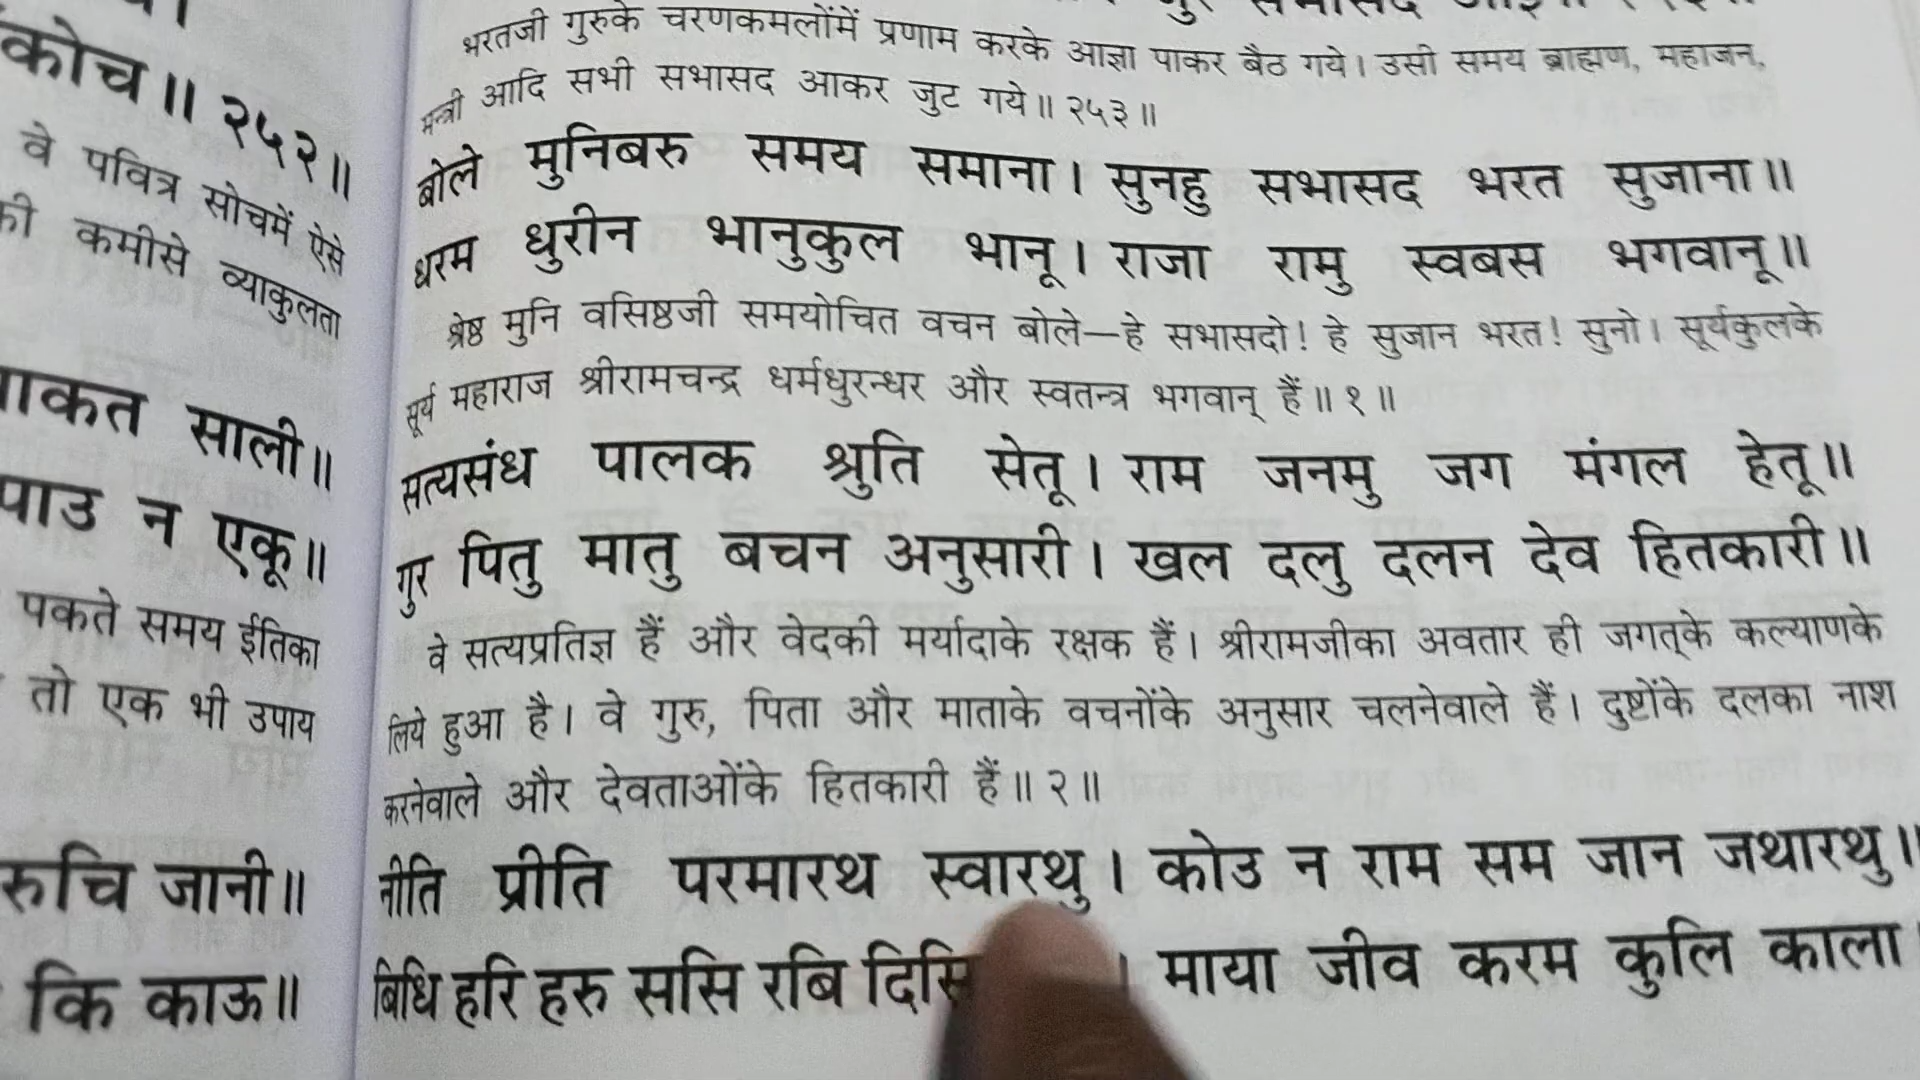 कोच॥ २५२॥
वे पवित्र सोचमें ऐसे
की कमीसे व्याकुलता
पाकत साली॥
पाउ न एकू॥
पकते समय ईतिका
तो एक भी उपाय
रुचि जानी॥
कि काऊ॥
भरतजी गुरुके चरणकमलोंमें प्रणाम करके आज्ञा पाकर बैठ गये। उसी समय ब्राह्मण, महाजन,
मन्त्री आदि सभी सभासद आकर जुट गये॥ २५३॥
बोले मुनिबरु समय समाना। सुनहु सभासद भरत सुजाना॥
धरम धुरीन भानुकुल भानू। राजा रामु स्वबस भगवानू॥
श्रेष्ठ मुनि वसिष्ठजी समयोचित वचन बोले—हे सभासदो! हे सुजान भरत! सुनो। सूर्यकुलके
सूर्य महाराज श्रीरामचन्द्र धर्मधुरन्धर और स्वतन्त्र भगवान् हैं॥ १॥
सत्यसंध पालक श्रुति सेतू। राम जनमु जग मंगल हेतू॥
गुर पितु मातु बचन अनुसारी। खल दलु दलन देव हितकारी॥
वे सत्यप्रतिज्ञ हैं और वेदकी मर्यादाके रक्षक हैं। श्रीरामजीका अवतार ही जगत्‌के कल्याणके
लिये हुआ है। वे गुरु, पिता और माताके वचनोंके अनुसार चलनेवाले हैं। दुष्टोंके दलका नाश
करनेवाले और देवताओंके हितकारी हैं॥ २॥
नीति प्रीति परमारथ स्वारथु। कोउ न राम सम जान जथारथु॥
बिधि हरि हरु ससि रबि दिसि । माया जीव करम कुलि काला